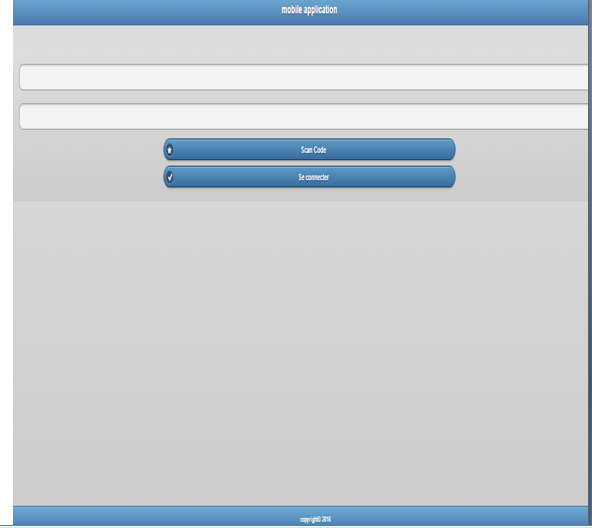 mobile application
Scan Code
Se connecter
copyright© 2016